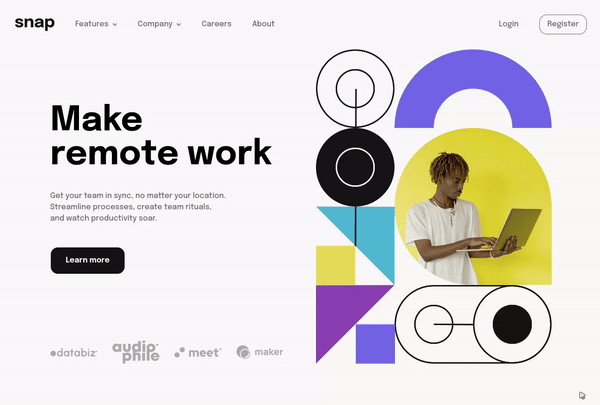 snap
Features
Company
Careers
About
Login
Register
Make
remote work
Get your team in sync, no matter your location.
Streamline processes, create team rituals,
and watch productivity soar.
Learn more
databiz
audiophile
meet
maker